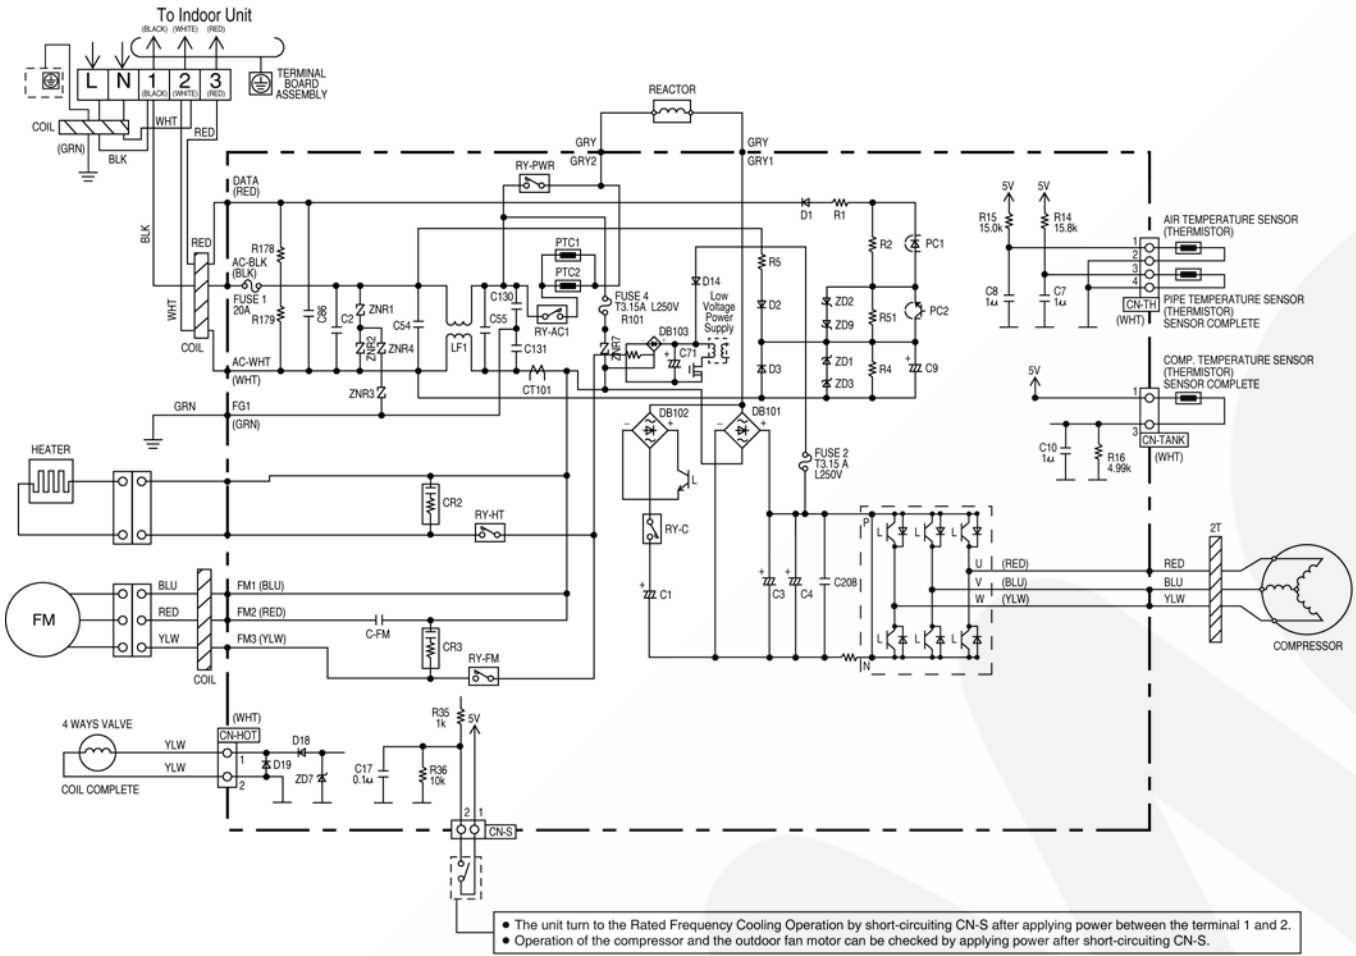 To Indoor Unit
(BLACK) (WHITE) (RED)
L N 1 2 3
(BLACK) (WHITE) (RED)
TERMINAL
BOARD
ASSEMBLY
COIL
WHT
RED
(GRN)
BLK
REACTOR
GRY GRY
GRY2 GRY1
RY-PWR
DATA
(RED)
D1 R1
BLK
RED
R178
AC-BLK
(BLK)
FUSE 1
20A
R179
WHT
COIL
AC-WHT
(WHT)
C86
C2
ZNR1
ZNR2
ZNR4
ZNR3
C54
LF1
C55
C130
C131
CT101
PTC1
PTC2
RY-AC1
FUSE 4
T3.15A L250V
R101
ZNR7
DB103
C71
D14
Low
Voltage
Power
Supply
R5
D2
D3
R2
PC1
ZD2
ZD9
R51
PC2
ZD1
ZD3
R4
C9
5V 5V
R15
15.0k
R14
15.8k
C8
1u
C7
1u
1
2
3
4
CN-TH
(WHT)
AIR TEMPERATURE SENSOR
(THERMISTOR)
PIPE TEMPERATURE SENSOR
(THERMISTOR)
SENSOR COMPLETE
COMP. TEMPERATURE SENSOR
(THERMISTOR)
SENSOR COMPLETE
5V
1
3
CN-TANK
(WHT)
C10
1u
R16
4.99k
GRN
FG1
(GRN)
HEATER
CR2
RY-HT
DB102
DB101
- + - +
L
FUSE 2
T3.15 A
L250V
RY-C
C1
C3
C4
C208
P
L L L
U (RED)
V (BLU)
W (YLW)
L L L
N
2T
RED
BLU
YLW
COMPRESSOR
FM
BLU
RED
YLW
COIL
FM1 (BLU)
FM2 (RED)
FM3 (YLW)
C-FM
CR3
RY-FM
4 WAYS VALVE
YLW
YLW
COIL COMPLETE
(WHT)
CN-HOT
1
2
D18
D19
ZD7
R35
1k
5V
C17
0.1u
R36
10k
2 1
CN-S
● The unit turn to the Rated Frequency Cooling Operation by short-circuiting CN-S after applying power between the terminal 1 and 2.
● Operation of the compressor and the outdoor fan motor can be checked by applying power after short-circuiting CN-S.